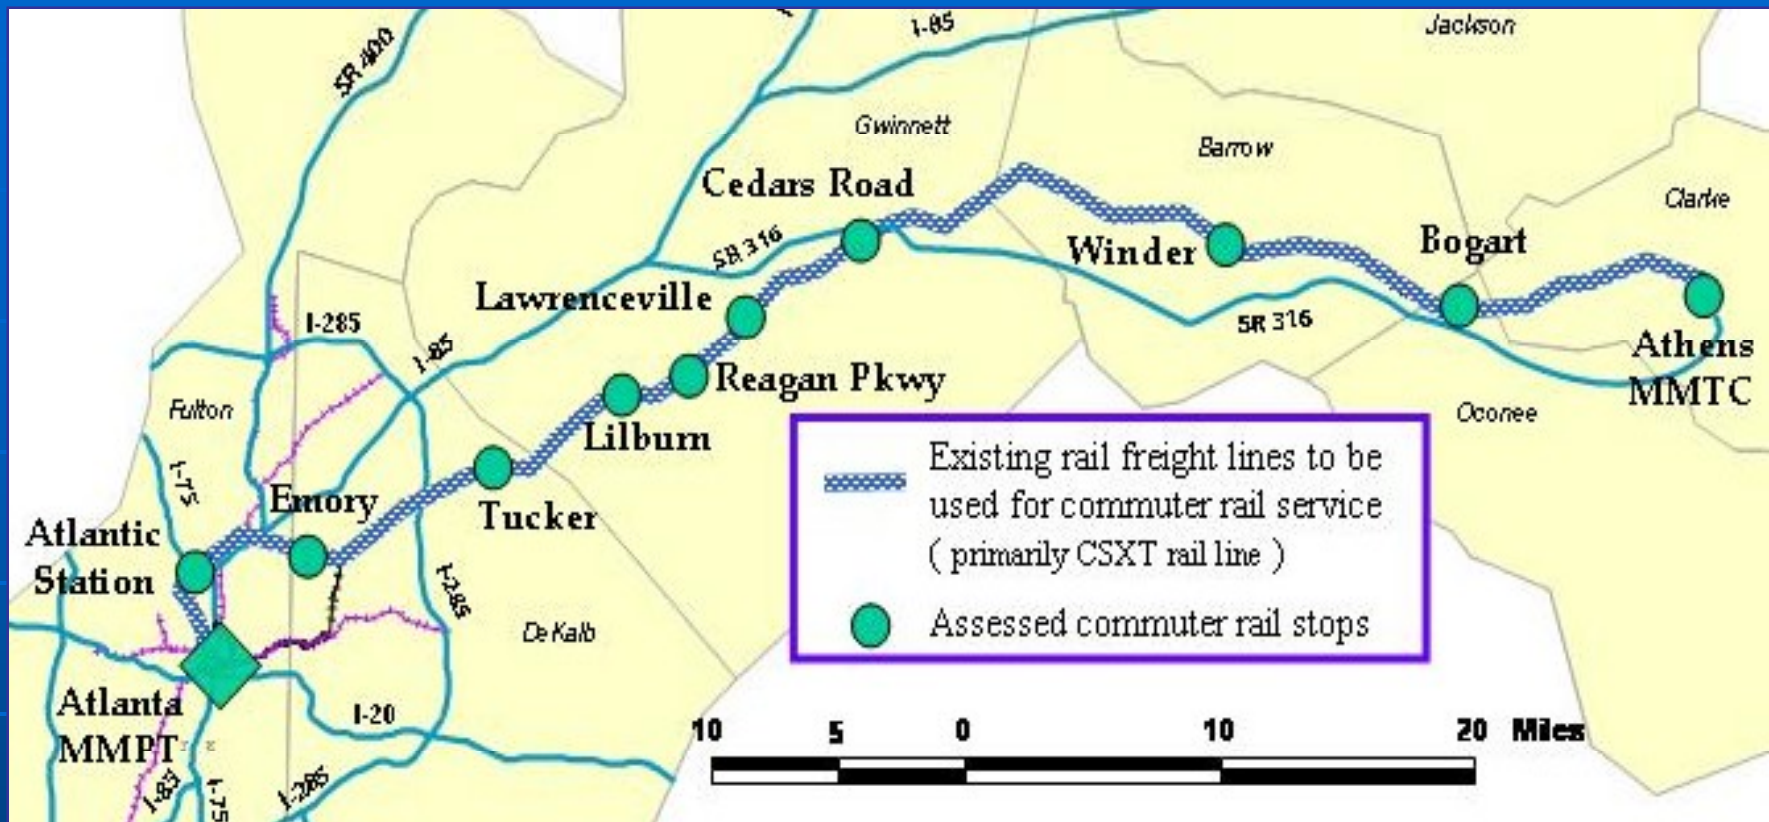 SR 400
I-85
Jackson
Gwinnett
Barrow
Clarke
Cedars Road
SR 316
Winder
Bogart
Lawrenceville
I-285
I-85
SR 316
Athens
MMTC
Reagan Pkwy
Fulton
Oconee
Lilburn
I-75
Emory
Tucker
Atlantic
Station
I-285
DeKalb
Existing rail freight lines to be
used for commuter rail service
( primarily CSXT rail line )
Assessed commuter rail stops
Atlanta
MMPT
I-20
10 5 0 10 20 Miles
I-85
I-75
I-285